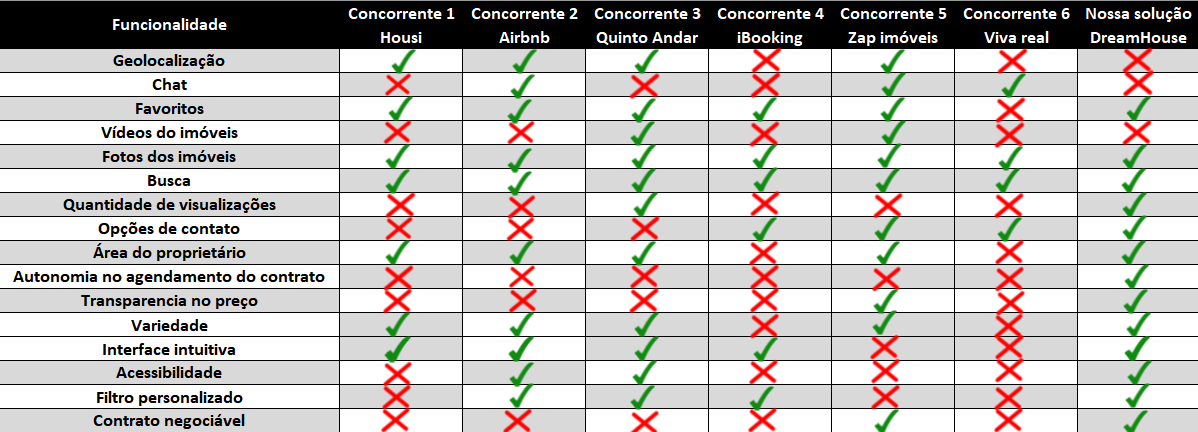 Funcionalidade
Concorrente 1
Housi
Concorrente 2
Airbnb
Concorrente 3
Quinto Andar
Concorrente 4
iBooking
Concorrente 5
Zap imóveis
Concorrente 6
Viva real
Nossa solução
DreamHouse
Geolocalização
Chat
Favoritos
Vídeos do imóveis
Fotos dos imóveis
Busca
Quantidade de visualizações
Opções de contato
Área do proprietário
Autonomia no agendamento do contrato
Transparencia no preço
Variedade
Interface intuitiva
Acessibilidade
Filtro personalizado
Contrato negociável